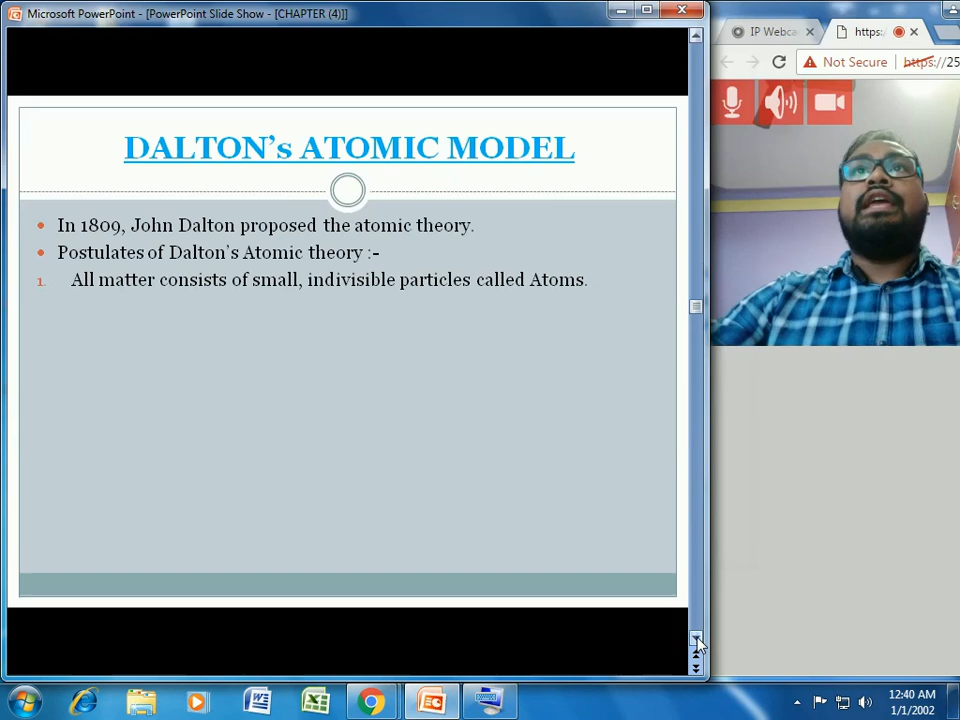 Microsoft PowerPoint - [PowerPoint Slide Show - [CHAPTER (4)]]
IP Webca
https:
Not Secure
https://25
DALTON's ATOMIC MODEL
In 1809, John Dalton proposed the atomic theory.
Postulates of Dalton's Atomic theory :-
1. All matter consists of small, indivisible particles called Atoms.
12:40 AM
1/1/2002